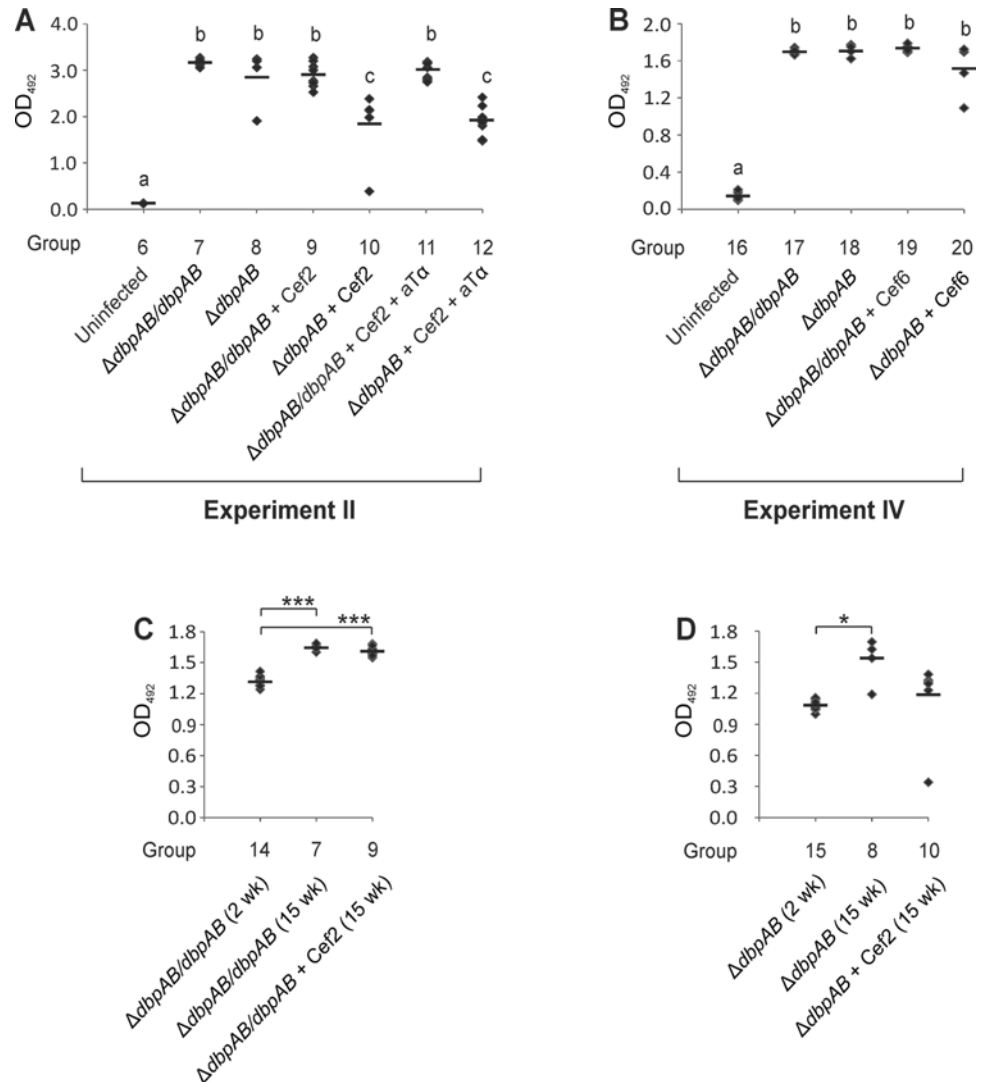 A
OD492
4.0
3.0
2.0
1.0
0.0
a
b
b
b
c
b
c
Group
6 7 8 9 10 11 12
Uninfected
ΔdbpAB/dbpAB
ΔdbpAB
ΔdbpAB/dbpAB + Cef2
ΔdbpAB + Cef2
ΔdbpAB/dbpAB + Cef2 + aTα
ΔdbpAB + Cef2 + aTα
Experiment II
B
OD492
2.0
1.6
1.2
0.8
0.4
0.0
a
b
b
b
b
Group
16 17 18 19 20
Uninfected
ΔdbpAB/dbpAB
ΔdbpAB
ΔdbpAB/dbpAB + Cef6
ΔdbpAB + Cef6
Experiment IV
C
OD492
1.8
1.5
1.2
0.9
0.6
0.3
0.0
***
***
Group
14 7 9
ΔdbpAB/dbpAB (2 wk)
ΔdbpAB/dbpAB (15 wk)
ΔdbpAB/dbpAB + Cef2 (15 wk)
D
OD492
1.8
1.5
1.2
0.9
0.6
0.3
0.0
*
Group
15 8 10
ΔdbpAB (2 wk)
ΔdbpAB (15 wk)
ΔdbpAB + Cef2 (15 wk)